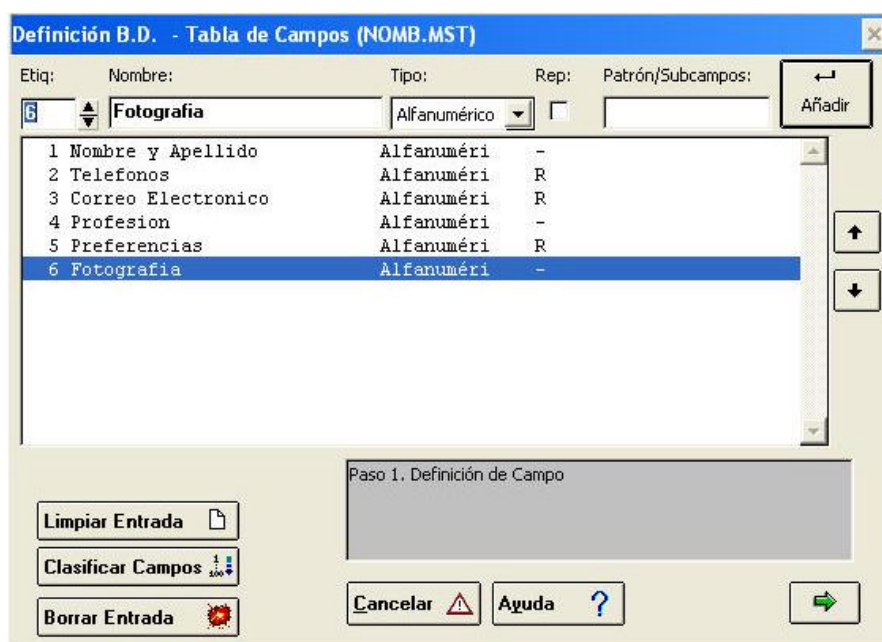 Definición B.D. - Tabla de Campos (NOMB.MST)
Etiq: Nombre: Tipo: Rep: Patrón/Subcampos:
6 Fotografia Alfanumérico Añadir
1 Nombre y Apellido Alfanuméri -
2 Telefonos Alfanuméri R
3 Correo Electronico Alfanuméri R
4 Profesion Alfanuméri -
5 Preferencias Alfanuméri R
6 Fotografia Alfanuméri -
Paso 1. Definición de Campo
Limpiar Entrada
Clasificar Campos
Borrar Entrada
Cancelar Ayuda ?